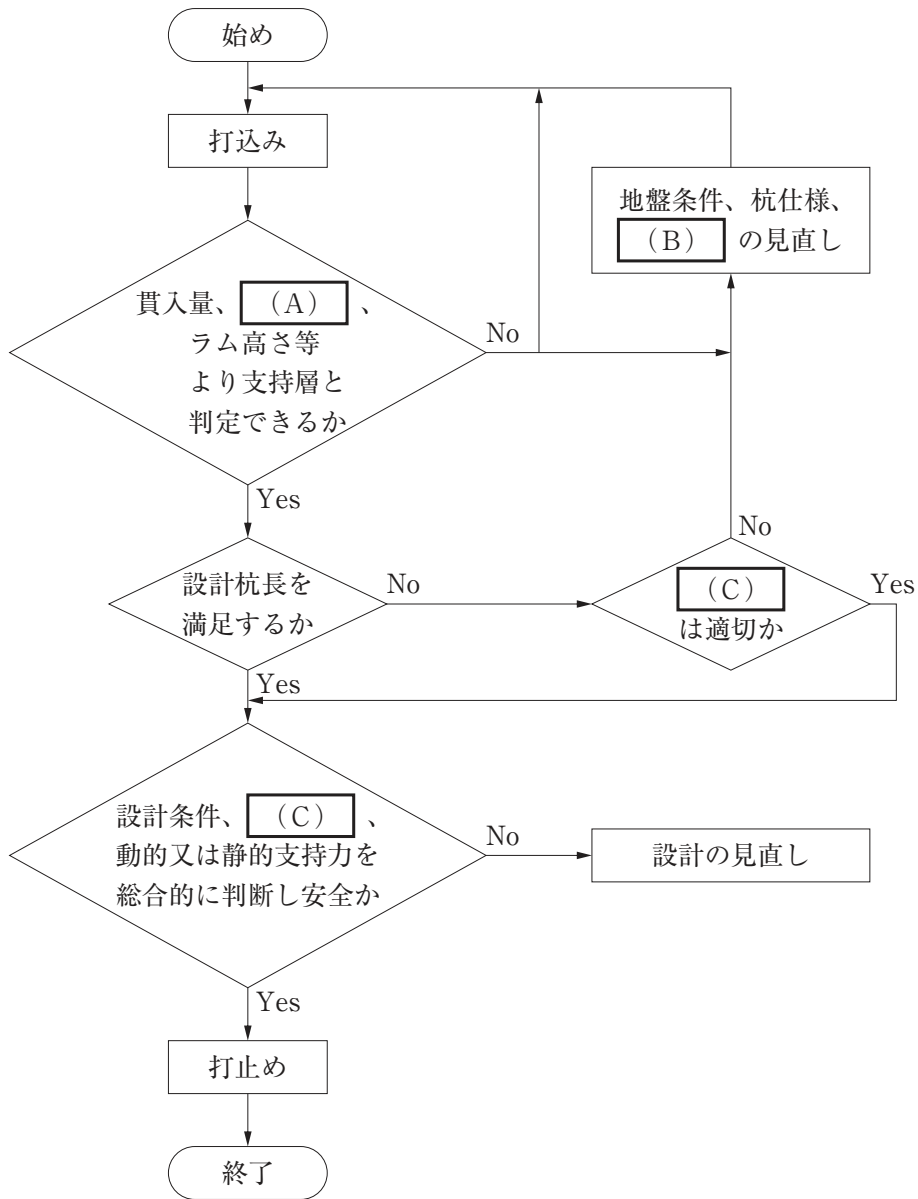 始め
打込み
地盤条件、杭仕様、
（B） の見直し
貫入量、 （A） 、
ラム高さ等
より支持層と
判定できるか
No
Yes
設計杭長を
満足するか
No
Yes
（C）
は適切か
No
Yes
設計条件、 （C） 、
動的又は静的支持力を
総合的に判断し安全か
No
設計の見直し
Yes
打止め
終了